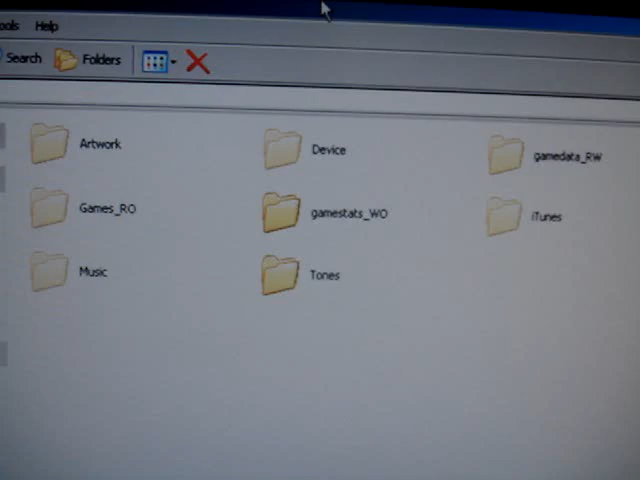 ools Help
Search Folders
Artwork Device gamedata_RW
Games_RO gamestats_WO iTunes
Music Tones